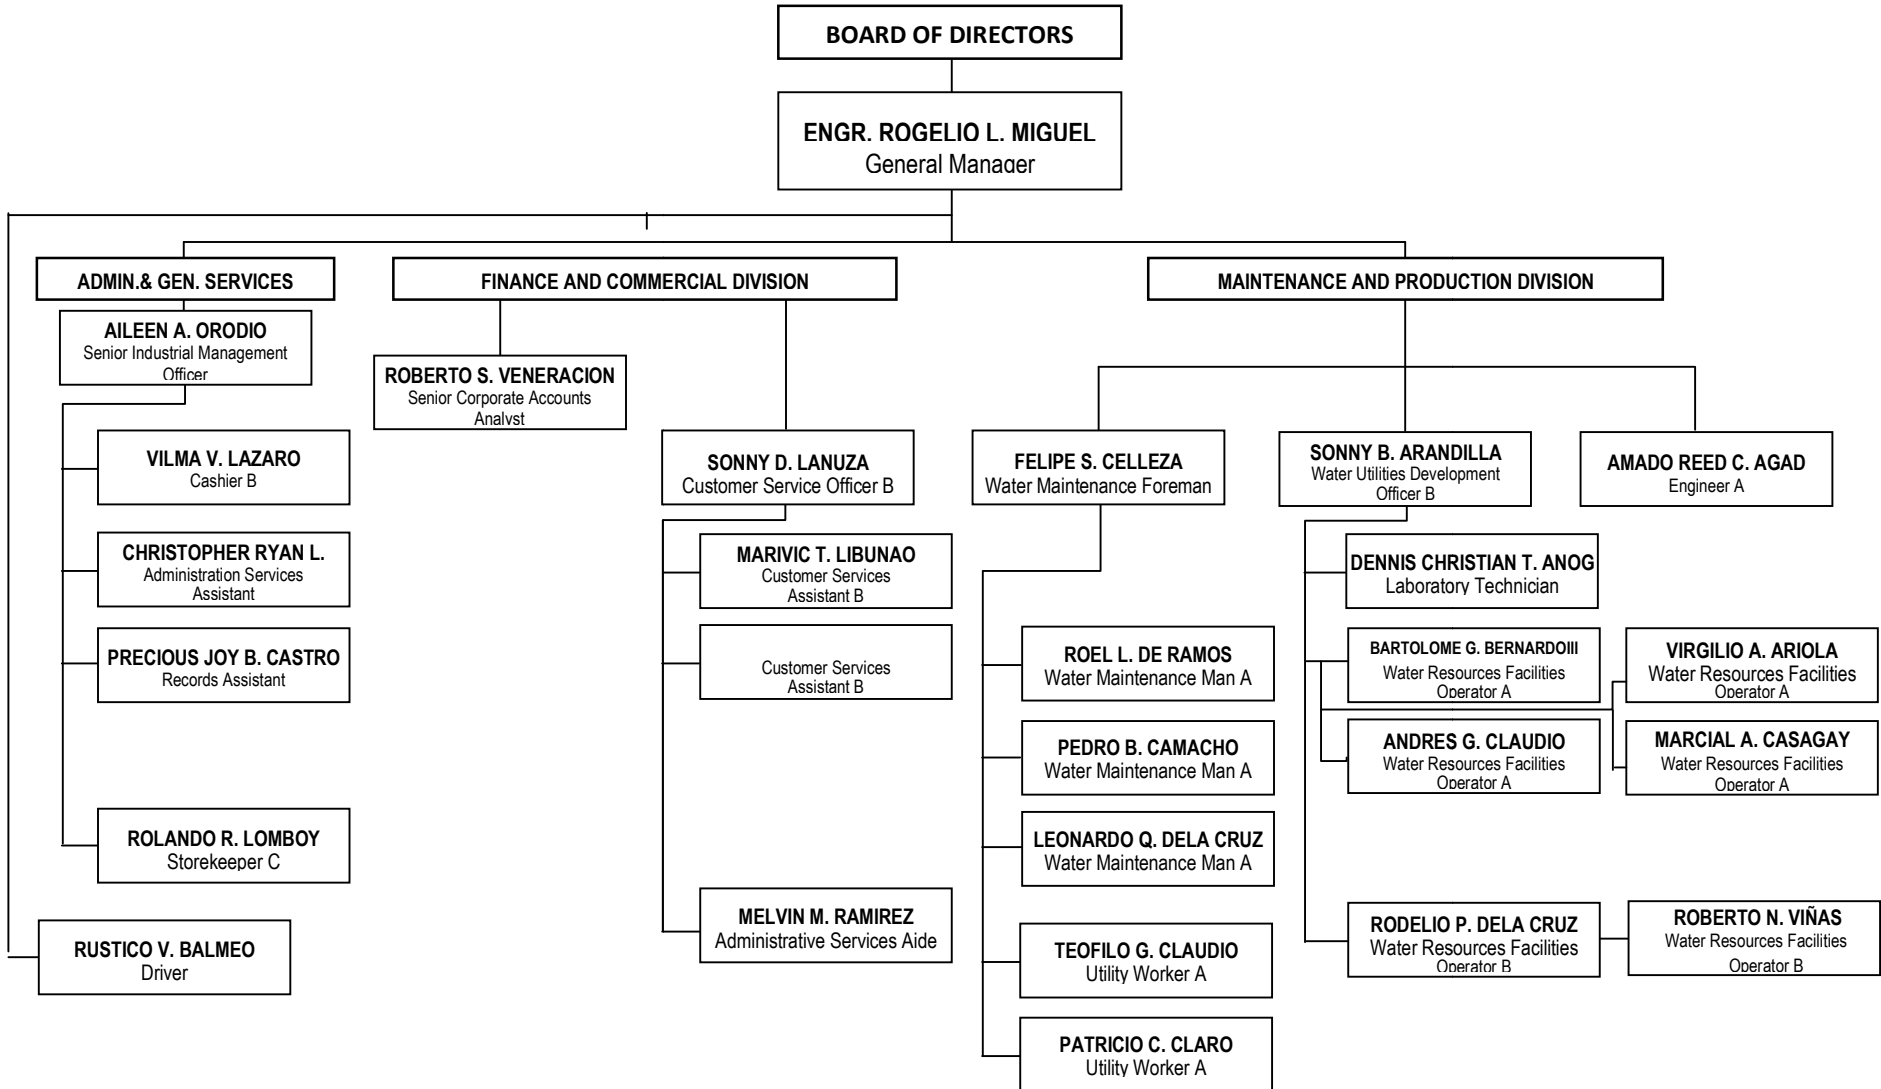 BOARD OF DIRECTORS
ENGR. ROGELIO L. MIGUEL
General Manager
ADMIN.& GEN. SERVICES
AILEEN A. ORODIO
Senior Industrial Management
Officer
VILMA V. LAZARO
Cashier B
CHRISTOPHER RYAN L.
Administration Services
Assistant
PRECIOUS JOY B. CASTRO
Records Assistant
ROLANDO R. LOMBOY
Storekeeper C
RUSTICO V. BALMEO
Driver
FINANCE AND COMMERCIAL DIVISION
ROBERTO S. VENERACION
Senior Corporate Accounts
Analyst
SONNY D. LANUZA
Customer Service Officer B
MARIVIC T. LIBUNAO
Customer Services
Assistant B
Customer Services
Assistant B
MELVIN M. RAMIREZ
Administrative Services Aide
MAINTENANCE AND PRODUCTION DIVISION
FELIPE S. CELLEZA
Water Maintenance Foreman
ROEL L. DE RAMOS
Water Maintenance Man A
PEDRO B. CAMACHO
Water Maintenance Man A
LEONARDO Q. DELA CRUZ
Water Maintenance Man A
TEOFILO G. CLAUDIO
Utility Worker A
PATRICIO C. CLARO
Utility Worker A
SONNY B. ARANDILLA
Water Utilities Development
Officer B
DENNIS CHRISTIAN T. ANOG
Laboratory Technician
BARTOLOME G. BERNARDOIII
Water Resources Facilities
Operator A
VIRGILIO A. ARIOLA
Water Resources Facilities
Operator A
ANDRES G. CLAUDIO
Water Resources Facilities
Operator A
MARCIAL A. CASAGAY
Water Resources Facilities
Operator A
RODELIO P. DELA CRUZ
Water Resources Facilities
Operator B
ROBERTO N. VIÑAS
Water Resources Facilities
Operator B
AMADO REED C. AGAD
Engineer A